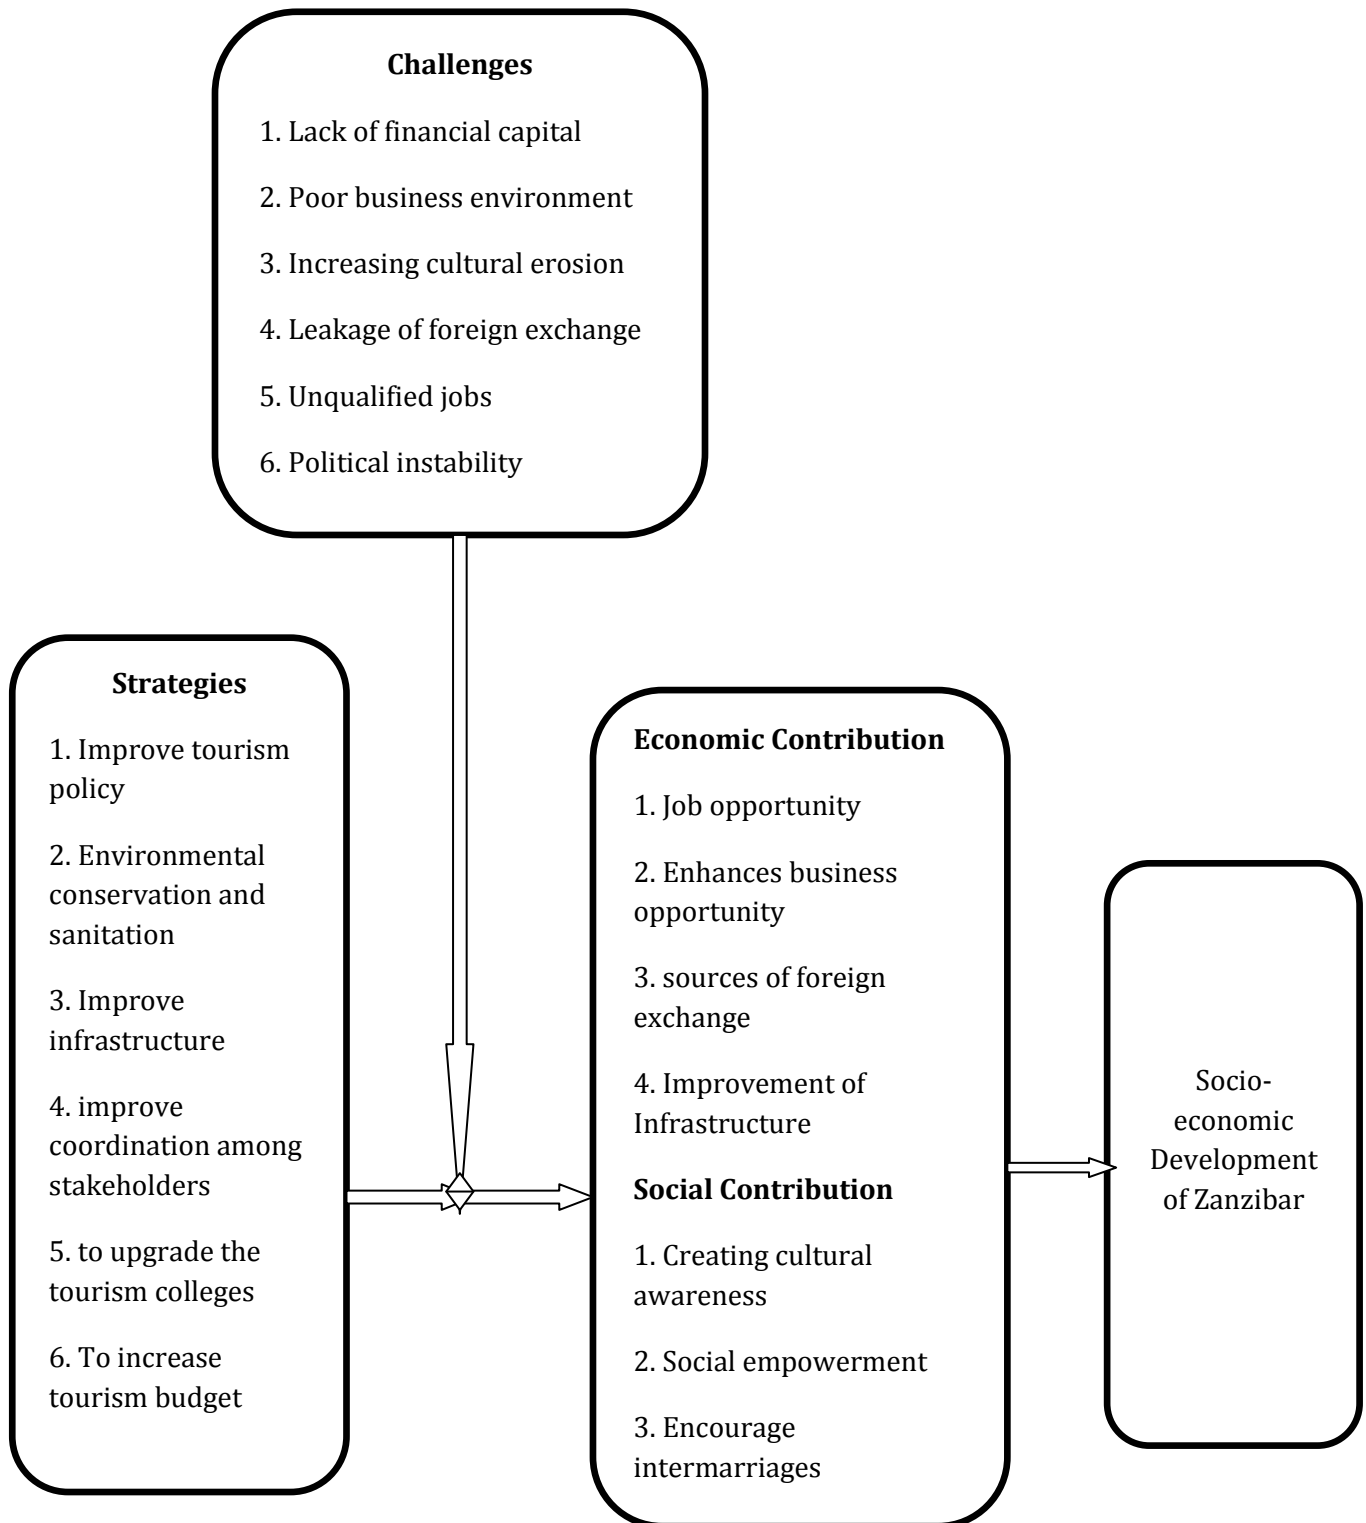 Challenges
1. Lack of financial capital
2. Poor business environment
3. Increasing cultural erosion
4. Leakage of foreign exchange
5. Unqualified jobs
6. Political instability
Strategies
1. Improve tourism
policy
2. Environmental
conservation and
sanitation
3. Improve
infrastructure
4. improve
coordination among
stakeholders
5. to upgrade the
tourism colleges
6. To increase
tourism budget
Economic Contribution
1. Job opportunity
2. Enhances business
opportunity
3. sources of foreign
exchange
4. Improvement of
Infrastructure
Social Contribution
1. Creating cultural
awareness
2. Social empowerment
3. Encourage
intermarriages
Socio-
economic
Development
of Zanzibar